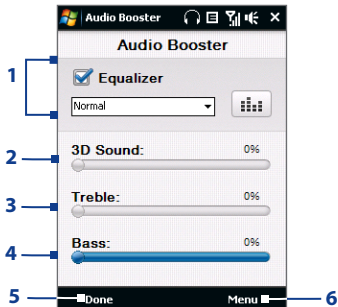 Audio Booster
Audio Booster
1
Equalizer
Normal
2
3D Sound: 0%
3
Treble: 0%
4
Bass: 0%
5 Done Menu 6